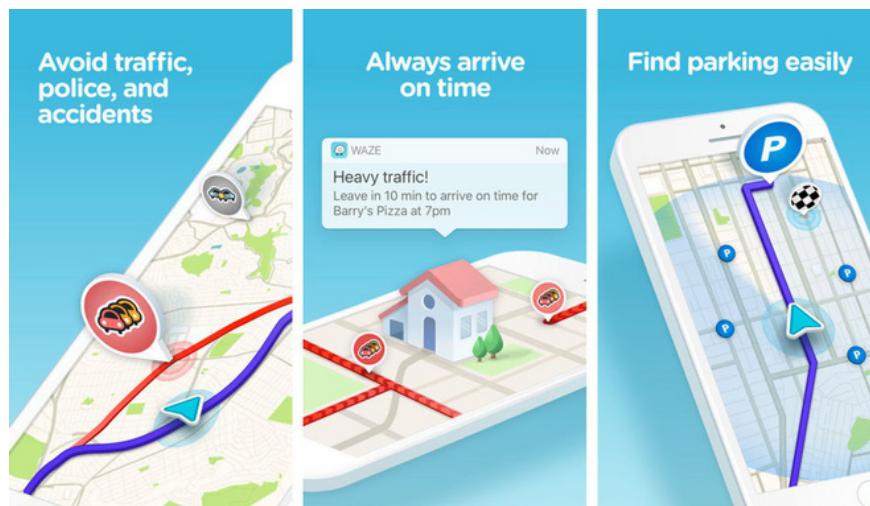 Avoid traffic,
police, and
accidents
Always arrive
on time
WAZE Now
Heavy traffic!
Leave in 10 min to arrive on time for
Barry's Pizza at 7pm
Find parking easily
P
P
P
P
P